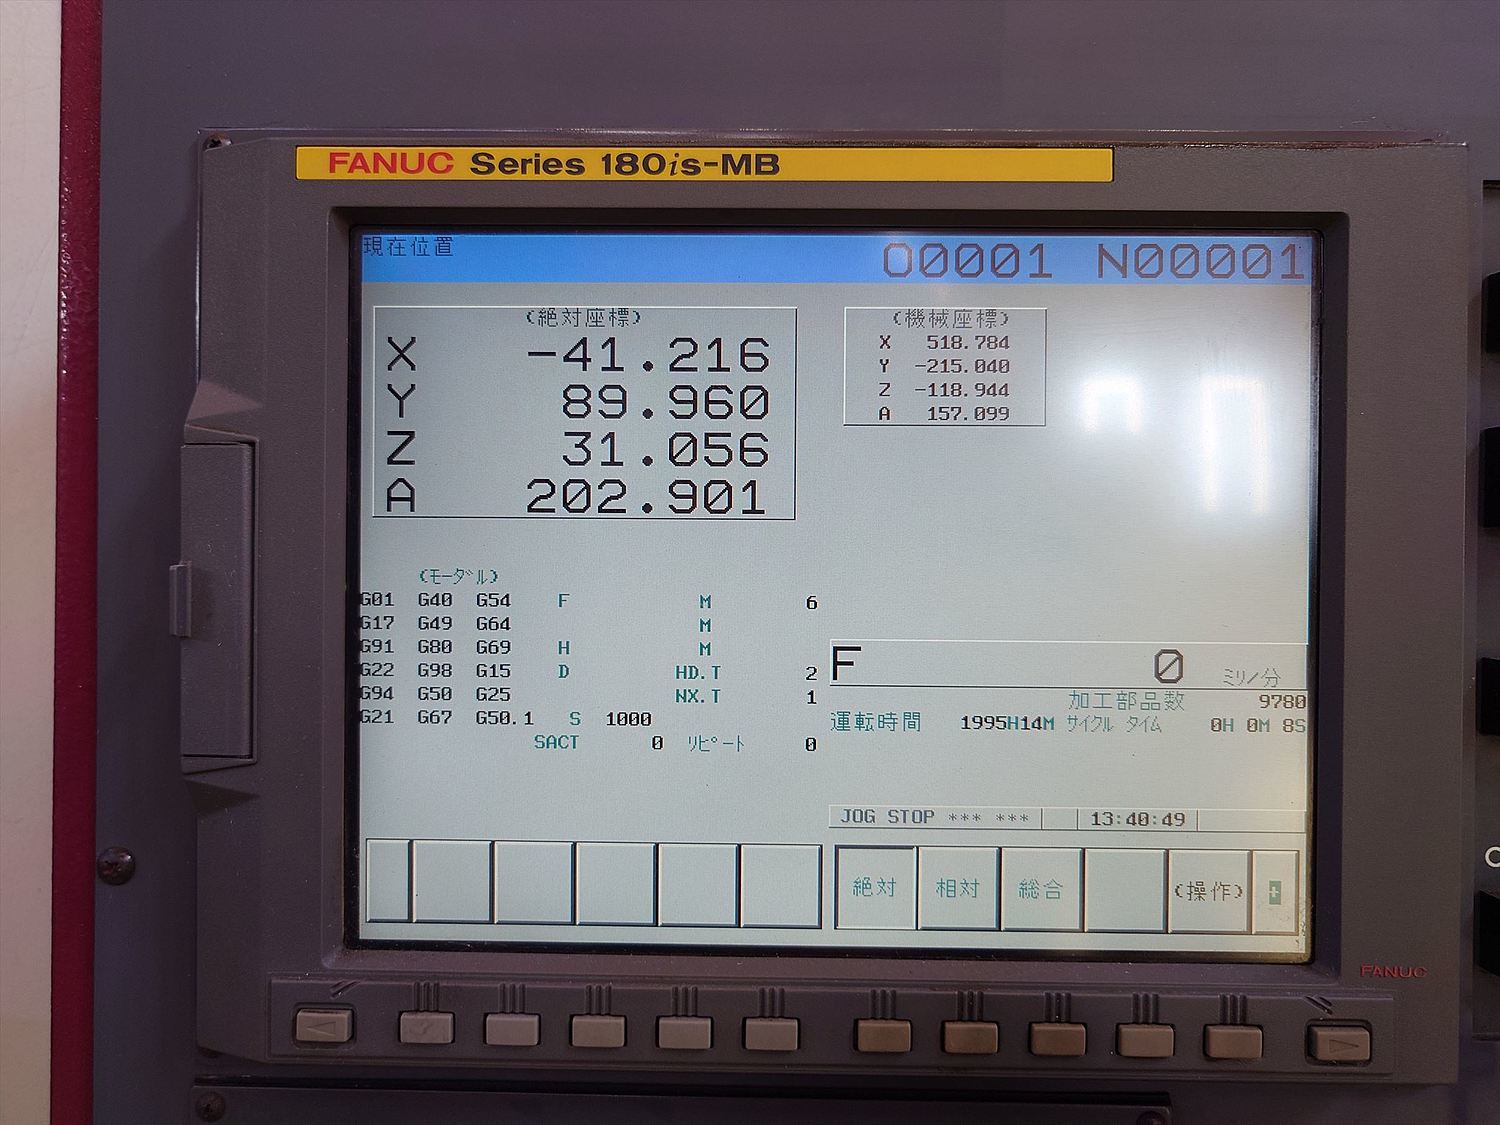 FANUC Series 180is-MB
現在位置
O0001 N00001
(絶対座標)
X -41.216
Y 89.960
Z 31.056
A 202.901
(機械座標)
X 518.784
Y -215.040
Z -118.944
A 157.099
(モーダル)
G01 G40 G54 F M 6
G17 G49 G64 M
G91 G80 G69 H M
G22 G98 G15 D HD.T 2
G94 G50 G25 NX.T 1
G21 G67 G50.1 S 1000
SACT 0 リピート 0
F 0 ミリ/分
加工部品数 9780
運転時間 1995H14M サイクル タイム 0H 0M 8S
JOG STOP *** *** 13:40:49
絶対 相対 総合 (操作) +
FANUC